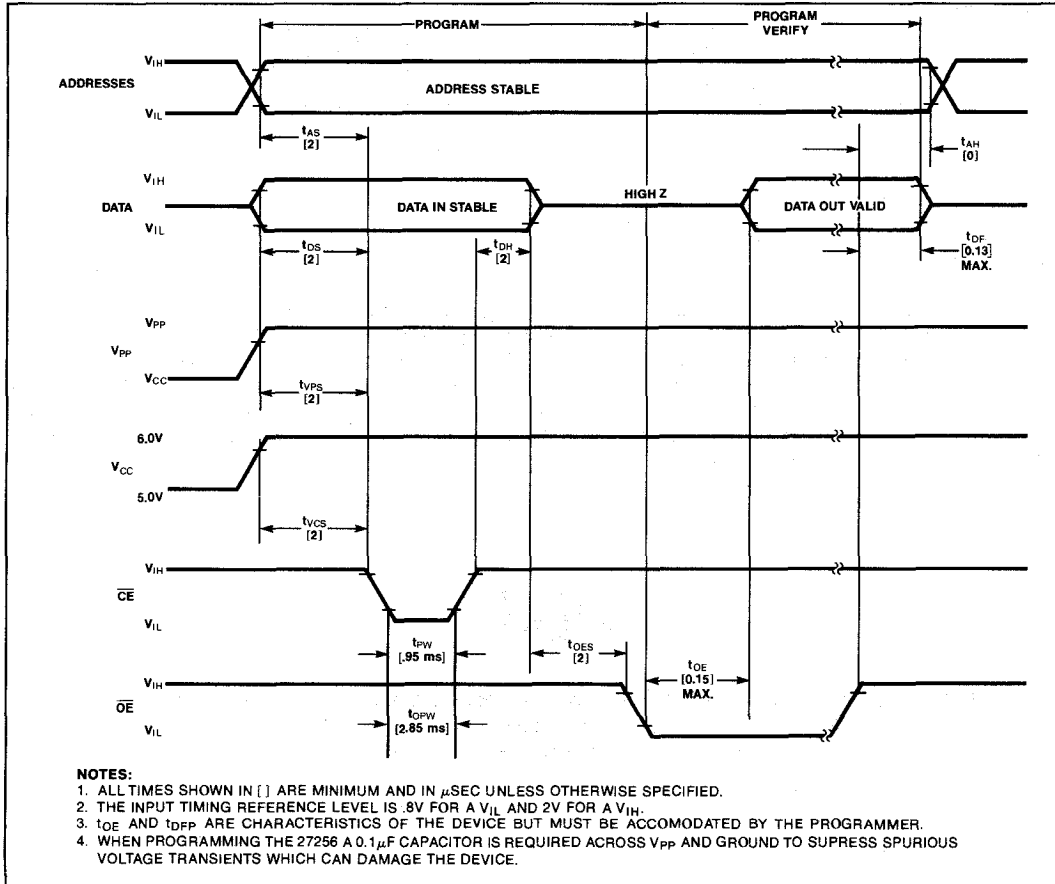 PROGRAM
PROGRAM
VERIFY
VIH
ADDRESSES
ADDRESS STABLE
VIL
tAS
[2]
tAH
[0]
VIH
DATA
DATA IN STABLE
HIGH Z
DATA OUT VALID
VIL
tDS
[2]
tDH
[2]
tDF
[0.13]
MAX.
VPP
VPP
VCC
tVPS
[2]
6.0V
VCC
5.0V
tVCS
[2]
VIH
CE
VIL
tPW
[.95 ms]
tOES
[2]
tOE
[0.15]
MAX.
VIH
OE
tOPW
[2.85 ms]
VIL
NOTES:
1. ALL TIMES SHOWN IN [ ] ARE MINIMUM AND IN μSEC UNLESS OTHERWISE SPECIFIED.
2. THE INPUT TIMING REFERENCE LEVEL IS .8V FOR A VIL AND 2V FOR A VIH.
3. tOE AND tDFP ARE CHARACTERISTICS OF THE DEVICE BUT MUST BE ACCOMODATED BY THE PROGRAMMER.
4. WHEN PROGRAMMING THE 27256 A 0.1μF CAPACITOR IS REQUIRED ACROSS VPP AND GROUND TO SUPRESS SPURIOUS
VOLTAGE TRANSIENTS WHICH CAN DAMAGE THE DEVICE.